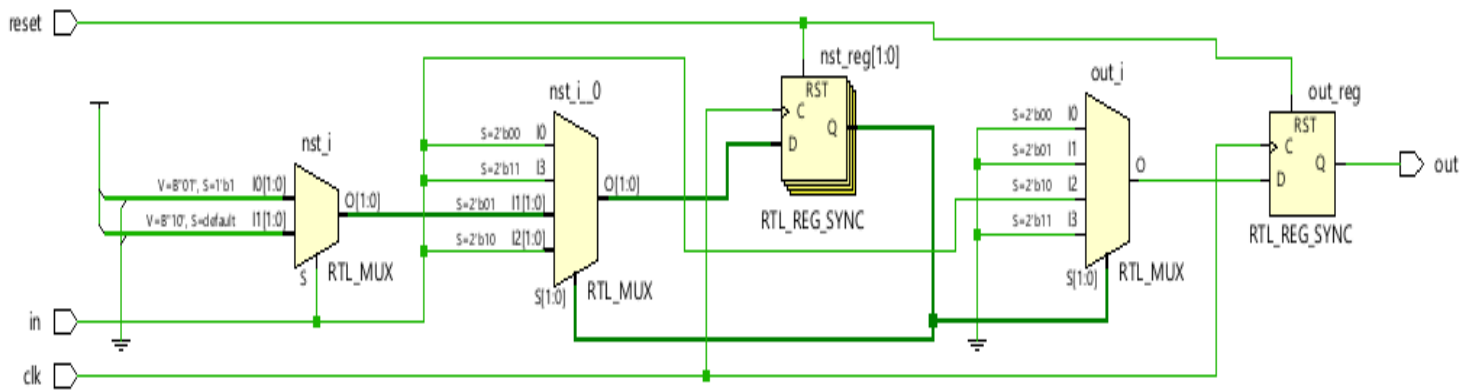 reset
nst_reg[1:0]
RST
C
Q
D
RTL_REG_SYNC
out_i
S=2'b00 I0
S=2'b01 I1
S=2'b10 I2
S=2'b11 I3
O
S[1:0]
RTL_MUX
out_reg
RST
C
Q
D
RTL_REG_SYNC
out
nst_i__0
S=2'b00 I0
S=2'b11 I3
S=2'b01 I1[1:0]
S=2'b10 I2[1:0]
O[1:0]
S[1:0]
RTL_MUX
nst_i
V=B"01", S=1'b1 I0[1:0]
V=B"10", S=default I1[1:0]
O[1:0]
S
RTL_MUX
in
clk